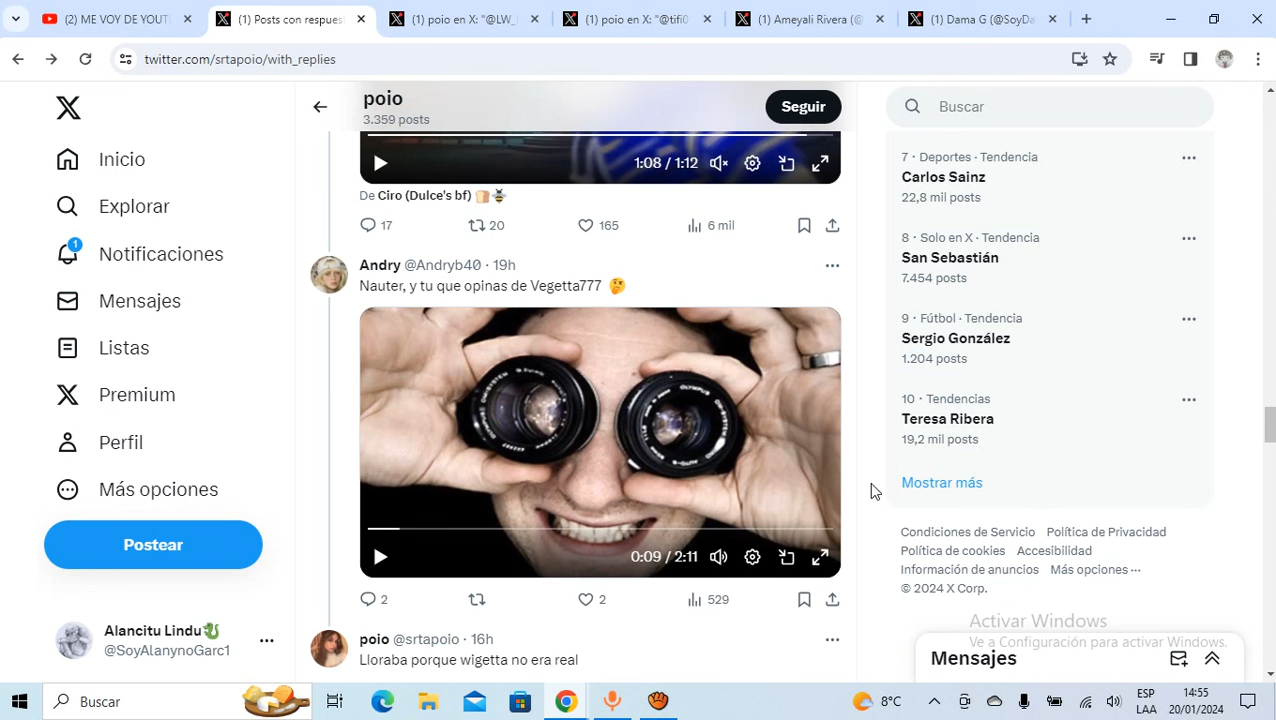 (2) ME VOY DE YOUT
(1) Posts con respues
(1) poio en X: "@LW_
(1) poio en X: "@tifi0
(1) Ameyali Rivera (@
(1) Dama G (@SoyDa
twitter.com/srtapoio/with_replies
poio
3.359 posts
Seguir
Buscar
Inicio
Explorar
1
Notificaciones
Mensajes
Listas
Premium
Perfil
Más opciones
Postear
Alancitu Lindu🐉
@SoyAlanynoGarc1
1:08 / 1:12
De Ciro (Dulce's bf) 🍞🐝
17
20
165
6 mil
Andry @Andryb40 · 19h
Nauter, y tu que opinas de Vegetta777 🤔
0:09 / 2:11
2
2
529
poio @srtapoio · 16h
Lloraba porque wigetta no era real
7 · Deportes · Tendencia
Carlos Sainz
22,8 mil posts
8 · Solo en X · Tendencia
San Sebastián
7.454 posts
9 · Fútbol · Tendencia
Sergio González
1.204 posts
10 · Tendencias
Teresa Ribera
19,2 mil posts
Mostrar más
Condiciones de Servicio Política de Privacidad
Política de cookies Accesibilidad
Información de anuncios Más opciones ···
© 2024 X Corp.
Activar Windows
Ve a Configuración para activar Windows.
Mensajes
Buscar
8°C
ESP
LAA
14:55
20/01/2024